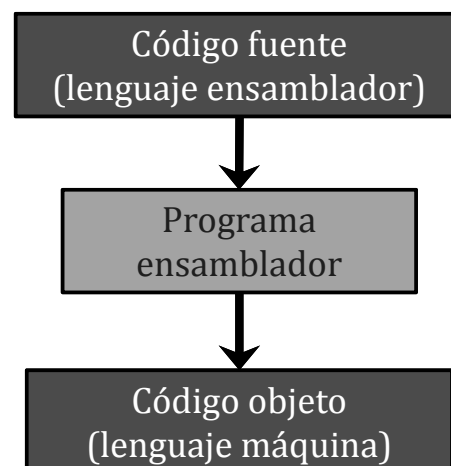 Código fuente
(lenguaje ensamblador)
Programa
ensamblador
Código objeto
(lenguaje máquina)